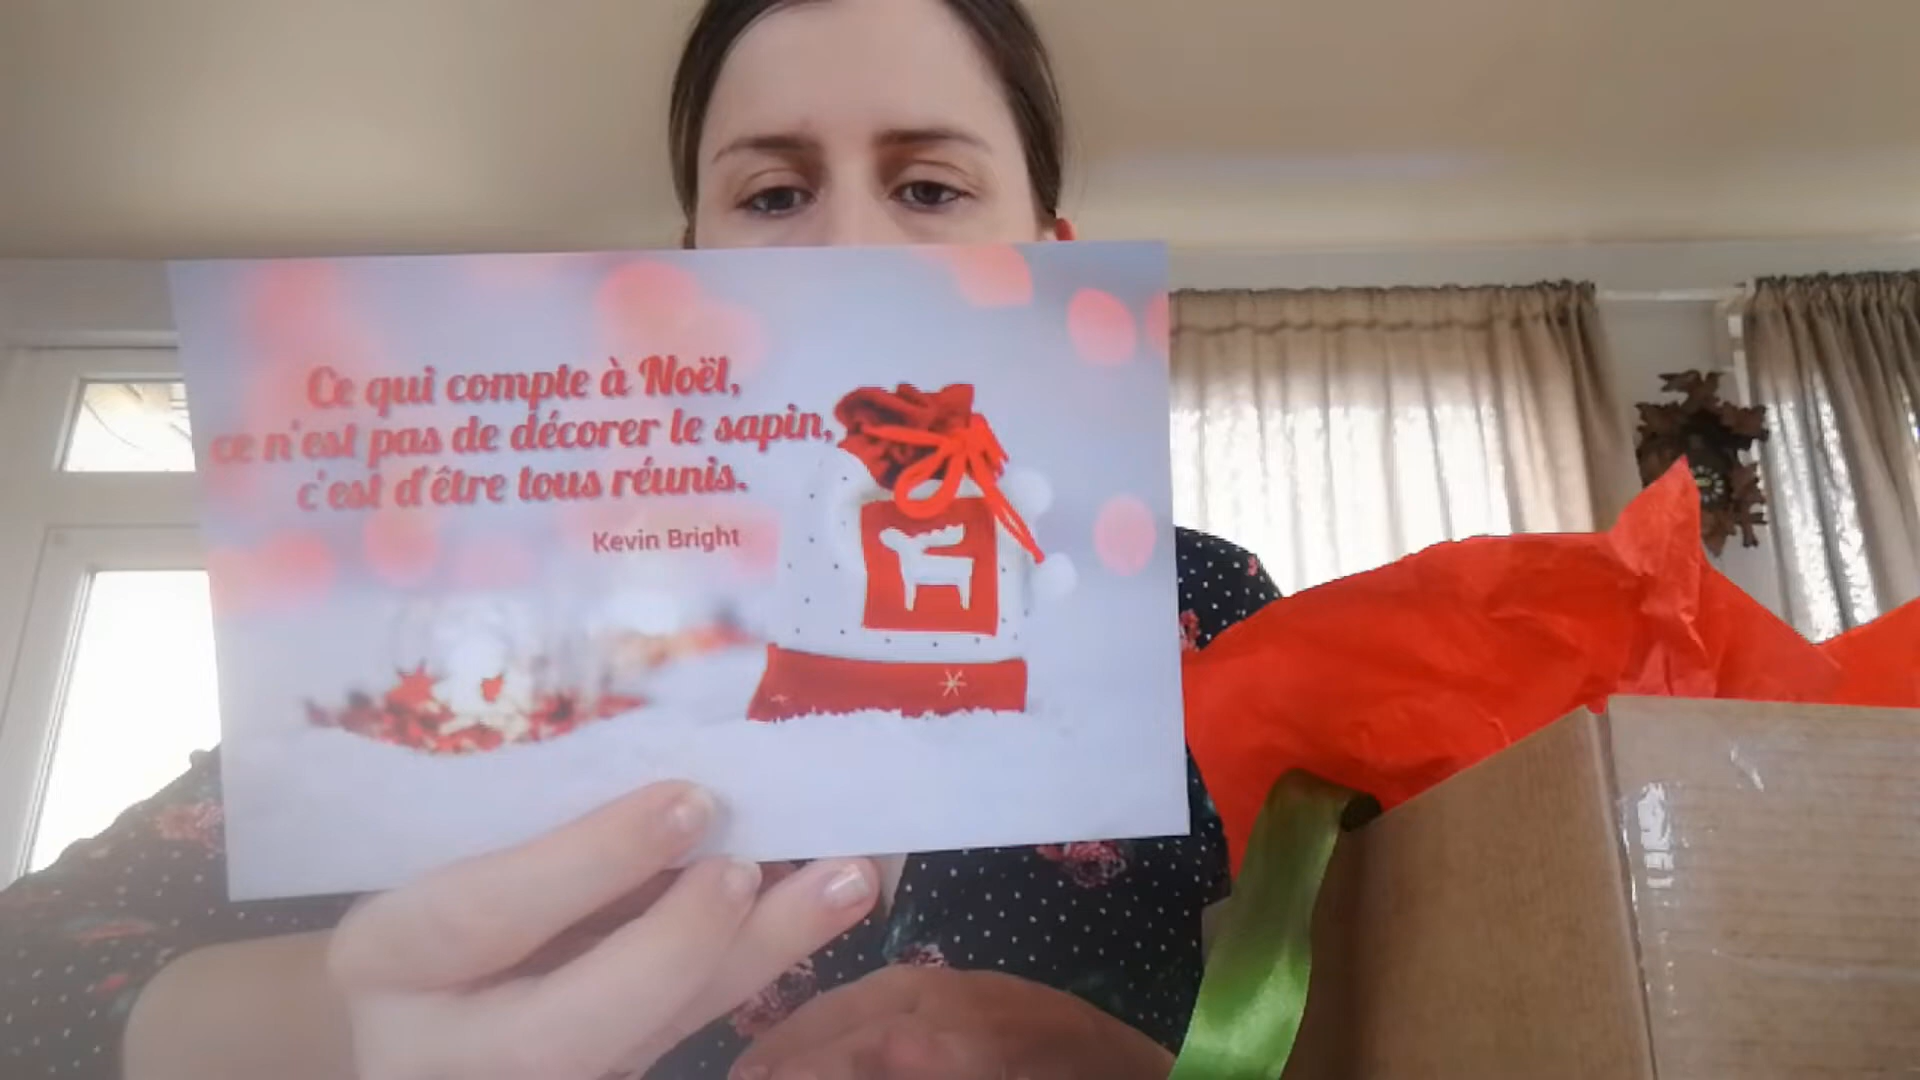 Ce qui compte à Noël,
ce n'est pas de décorer le sapin,
c'est d'être tous réunis.
Kevin Bright